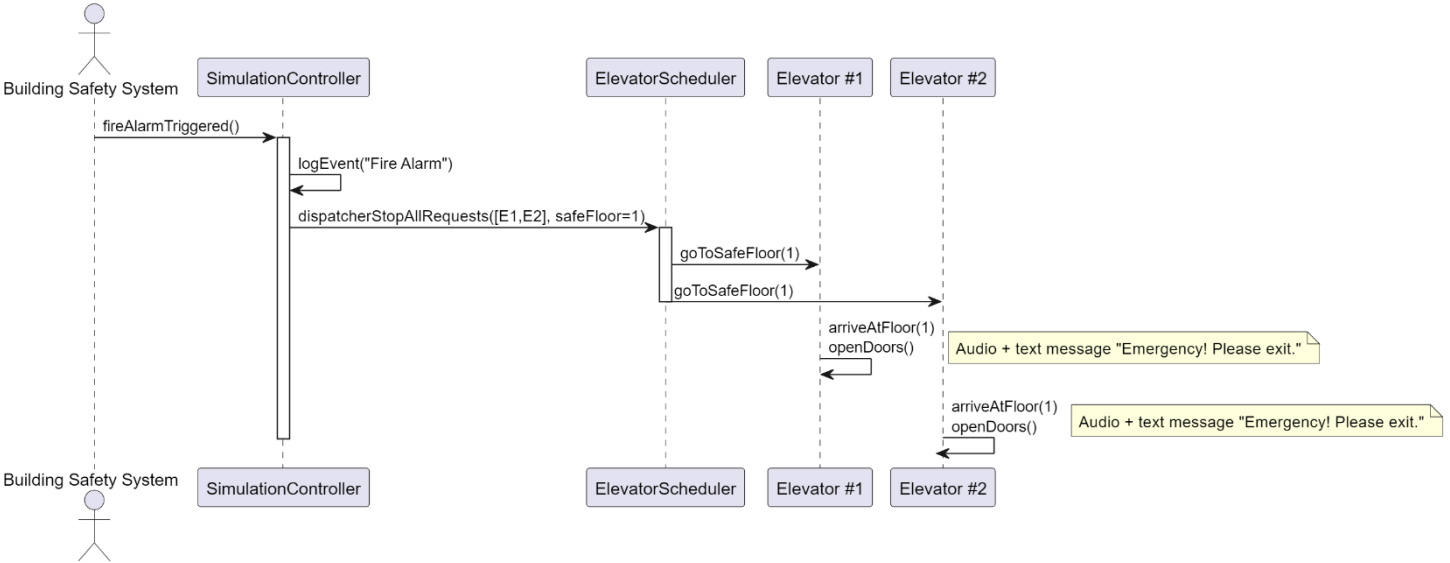 Building Safety System
SimulationController
ElevatorScheduler
Elevator #1
Elevator #2
fireAlarmTriggered()
logEvent("Fire Alarm")
dispatcherStopAllRequests([E1,E2], safeFloor=1)
goToSafeFloor(1)
goToSafeFloor(1)
arriveAtFloor(1)
openDoors()
Audio + text message "Emergency! Please exit."
arriveAtFloor(1)
openDoors()
Audio + text message "Emergency! Please exit."
Building Safety System
SimulationController
ElevatorScheduler
Elevator #1
Elevator #2